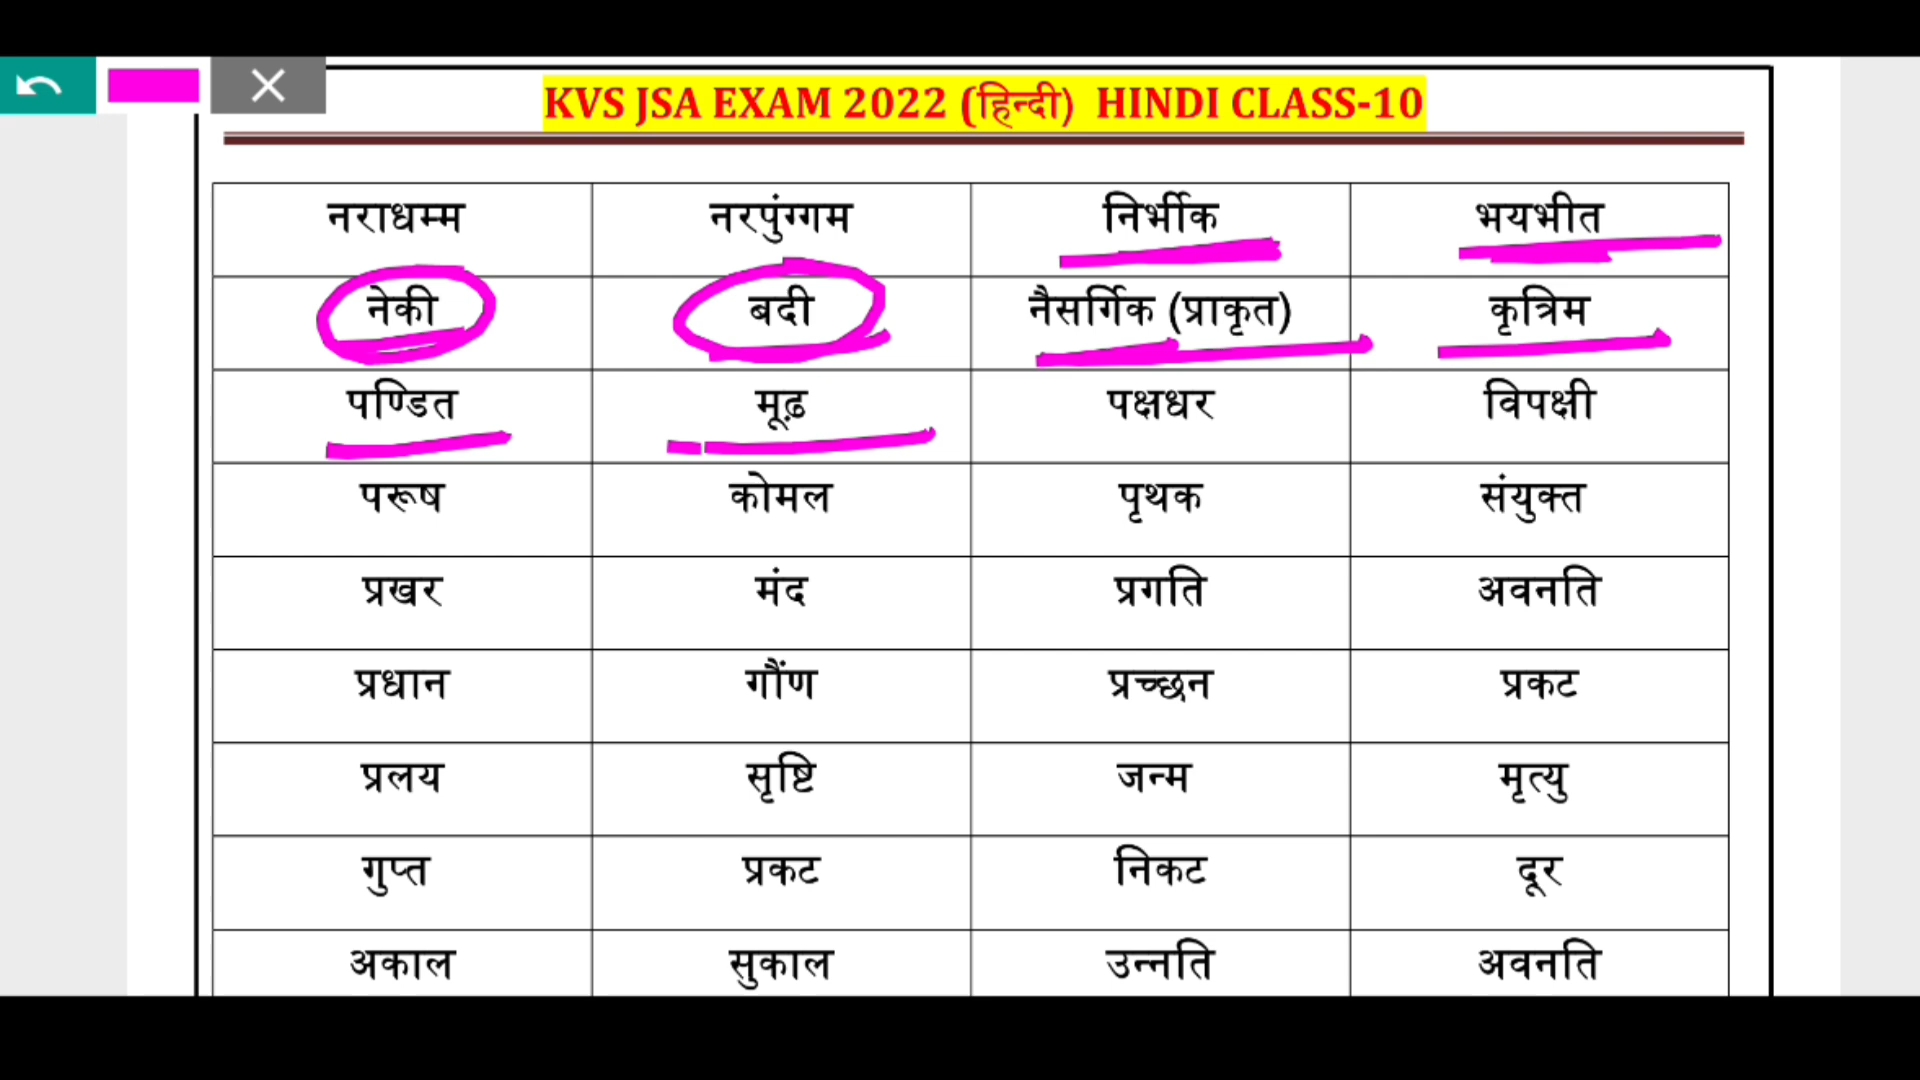 KVS JSA EXAM 2022 (हिन्दी) HINDI CLASS-10
नराधम्म नरपुंग्गम निर्भीक भयभीत
नेकी बदी नैसर्गिक (प्राकृत) कृत्रिम
पण्डित मूढ़ पक्षधर विपक्षी
परूष कोमल पृथक संयुक्त
प्रखर मंद प्रगति अवनति
प्रधान गौंण प्रच्छन प्रकट
प्रलय सृष्टि जन्म मृत्यु
गुप्त प्रकट निकट दूर
अकाल सुकाल उन्नति अवनति